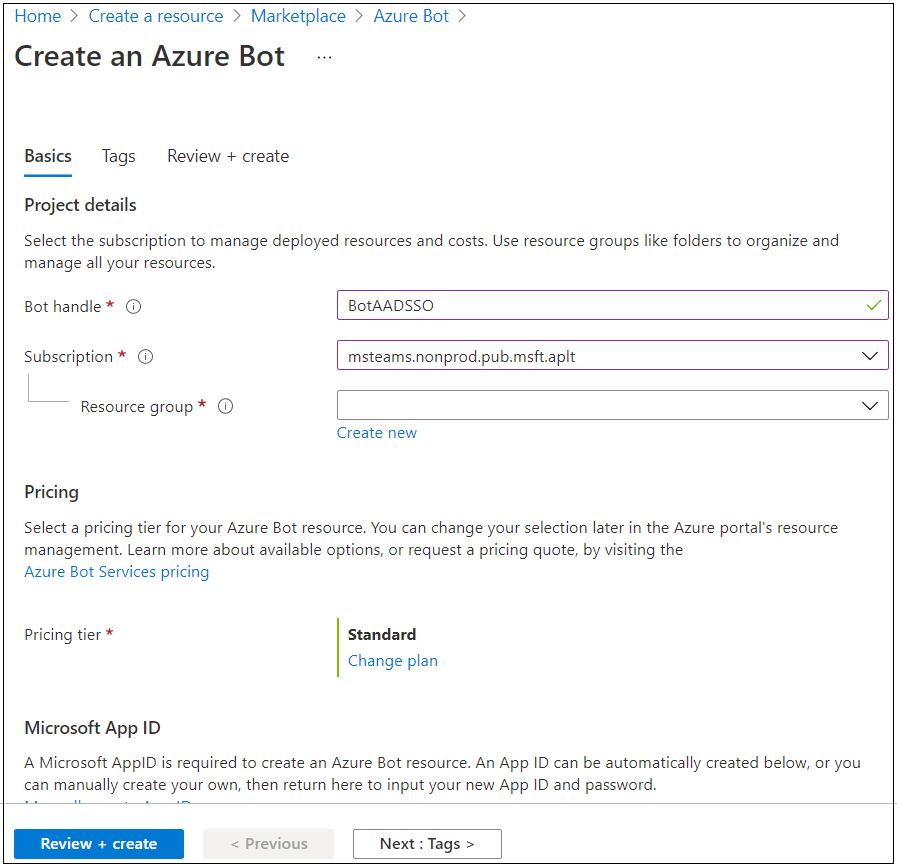 Home > Create a resource > Marketplace > Azure Bot >
Create an Azure Bot ...
Basics Tags Review + create
Project details
Select the subscription to manage deployed resources and costs. Use resource groups like folders to organize and
manage all your resources.
Bot handle *
BotAADSSO
Subscription *
msteams.nonprod.pub.msft.aplt
Resource group *
Create new
Pricing
Select a pricing tier for your Azure Bot resource. You can change your selection later in the Azure portal's resource
management. Learn more about available options, or request a pricing quote, by visiting the
Azure Bot Services pricing
Pricing tier *
Standard
Change plan
Microsoft App ID
A Microsoft AppID is required to create an Azure Bot resource. An App ID can be automatically created below, or you
can manually create your own, then return here to input your new App ID and password.
Review + create < Previous Next : Tags >